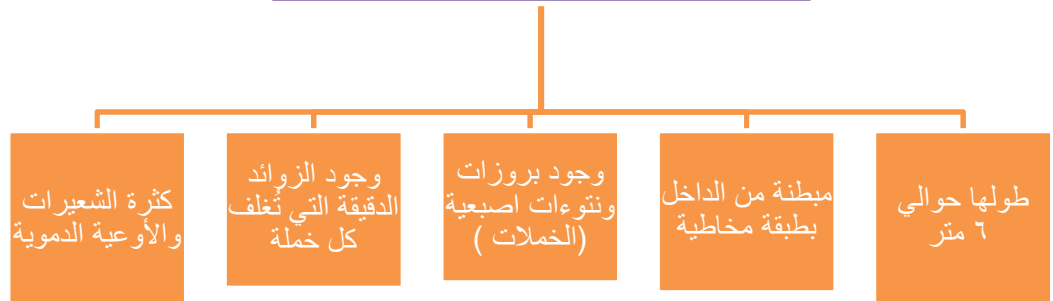 طولها حوالي
٦ متر
مبطنة من الداخل
بطبقة مخاطية
وجود بروزات
ونتوءات اصبعية
(الخملات )
وجود الزوائد
الدقيقة التي تُغلف
كل خملة
كثرة الشعيرات
والأوعية الدموية